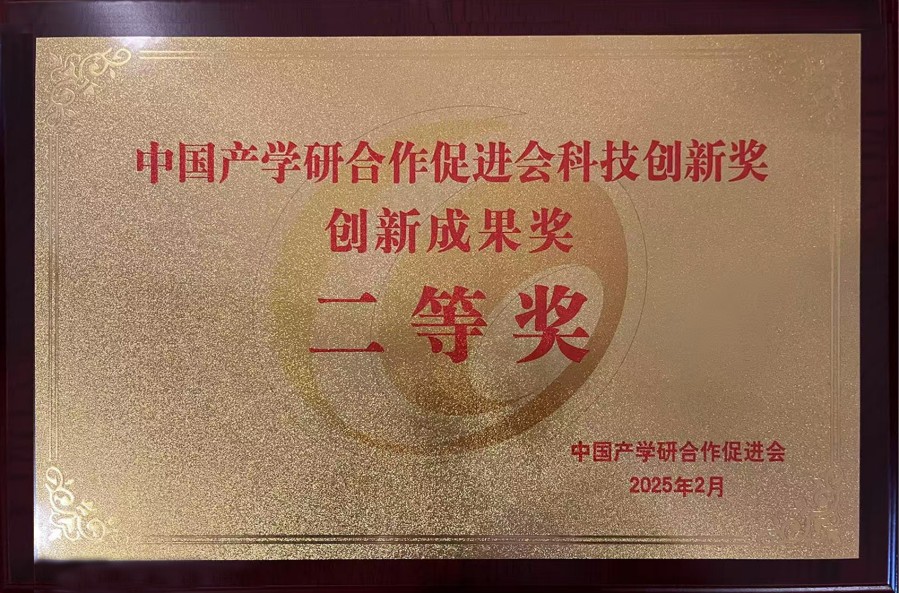 中国产学研合作促进会科技创新奖
创新成果奖
二等奖
中国产学研合作促进会
2025年2月